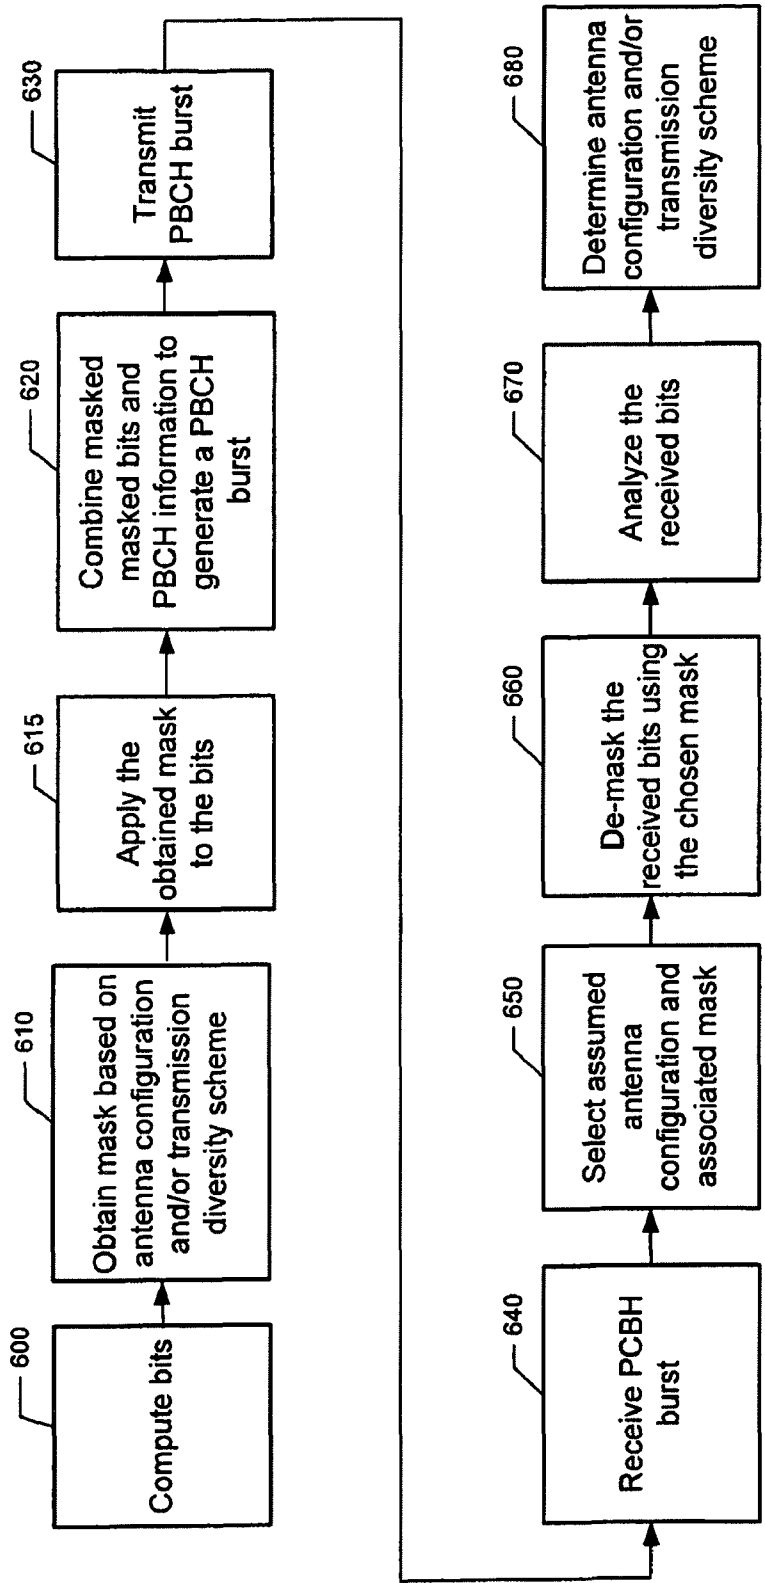 600
Compute bits
610
Obtain mask based on
antenna configuration
and/or transmission
diversity scheme
615
Apply the
obtained mask
to the bits
620
Combine masked
masked bits and
PBCH information to
generate a PBCH
burst
630
Transmit
PBCH burst
640
Receive PCBH
burst
650
Select assumed
antenna
configuration and
associated mask
660
De-mask the
received bits using
the chosen mask
670
Analyze the
received bits
680
Determine antenna
configuration and/or
transmission
diversity scheme